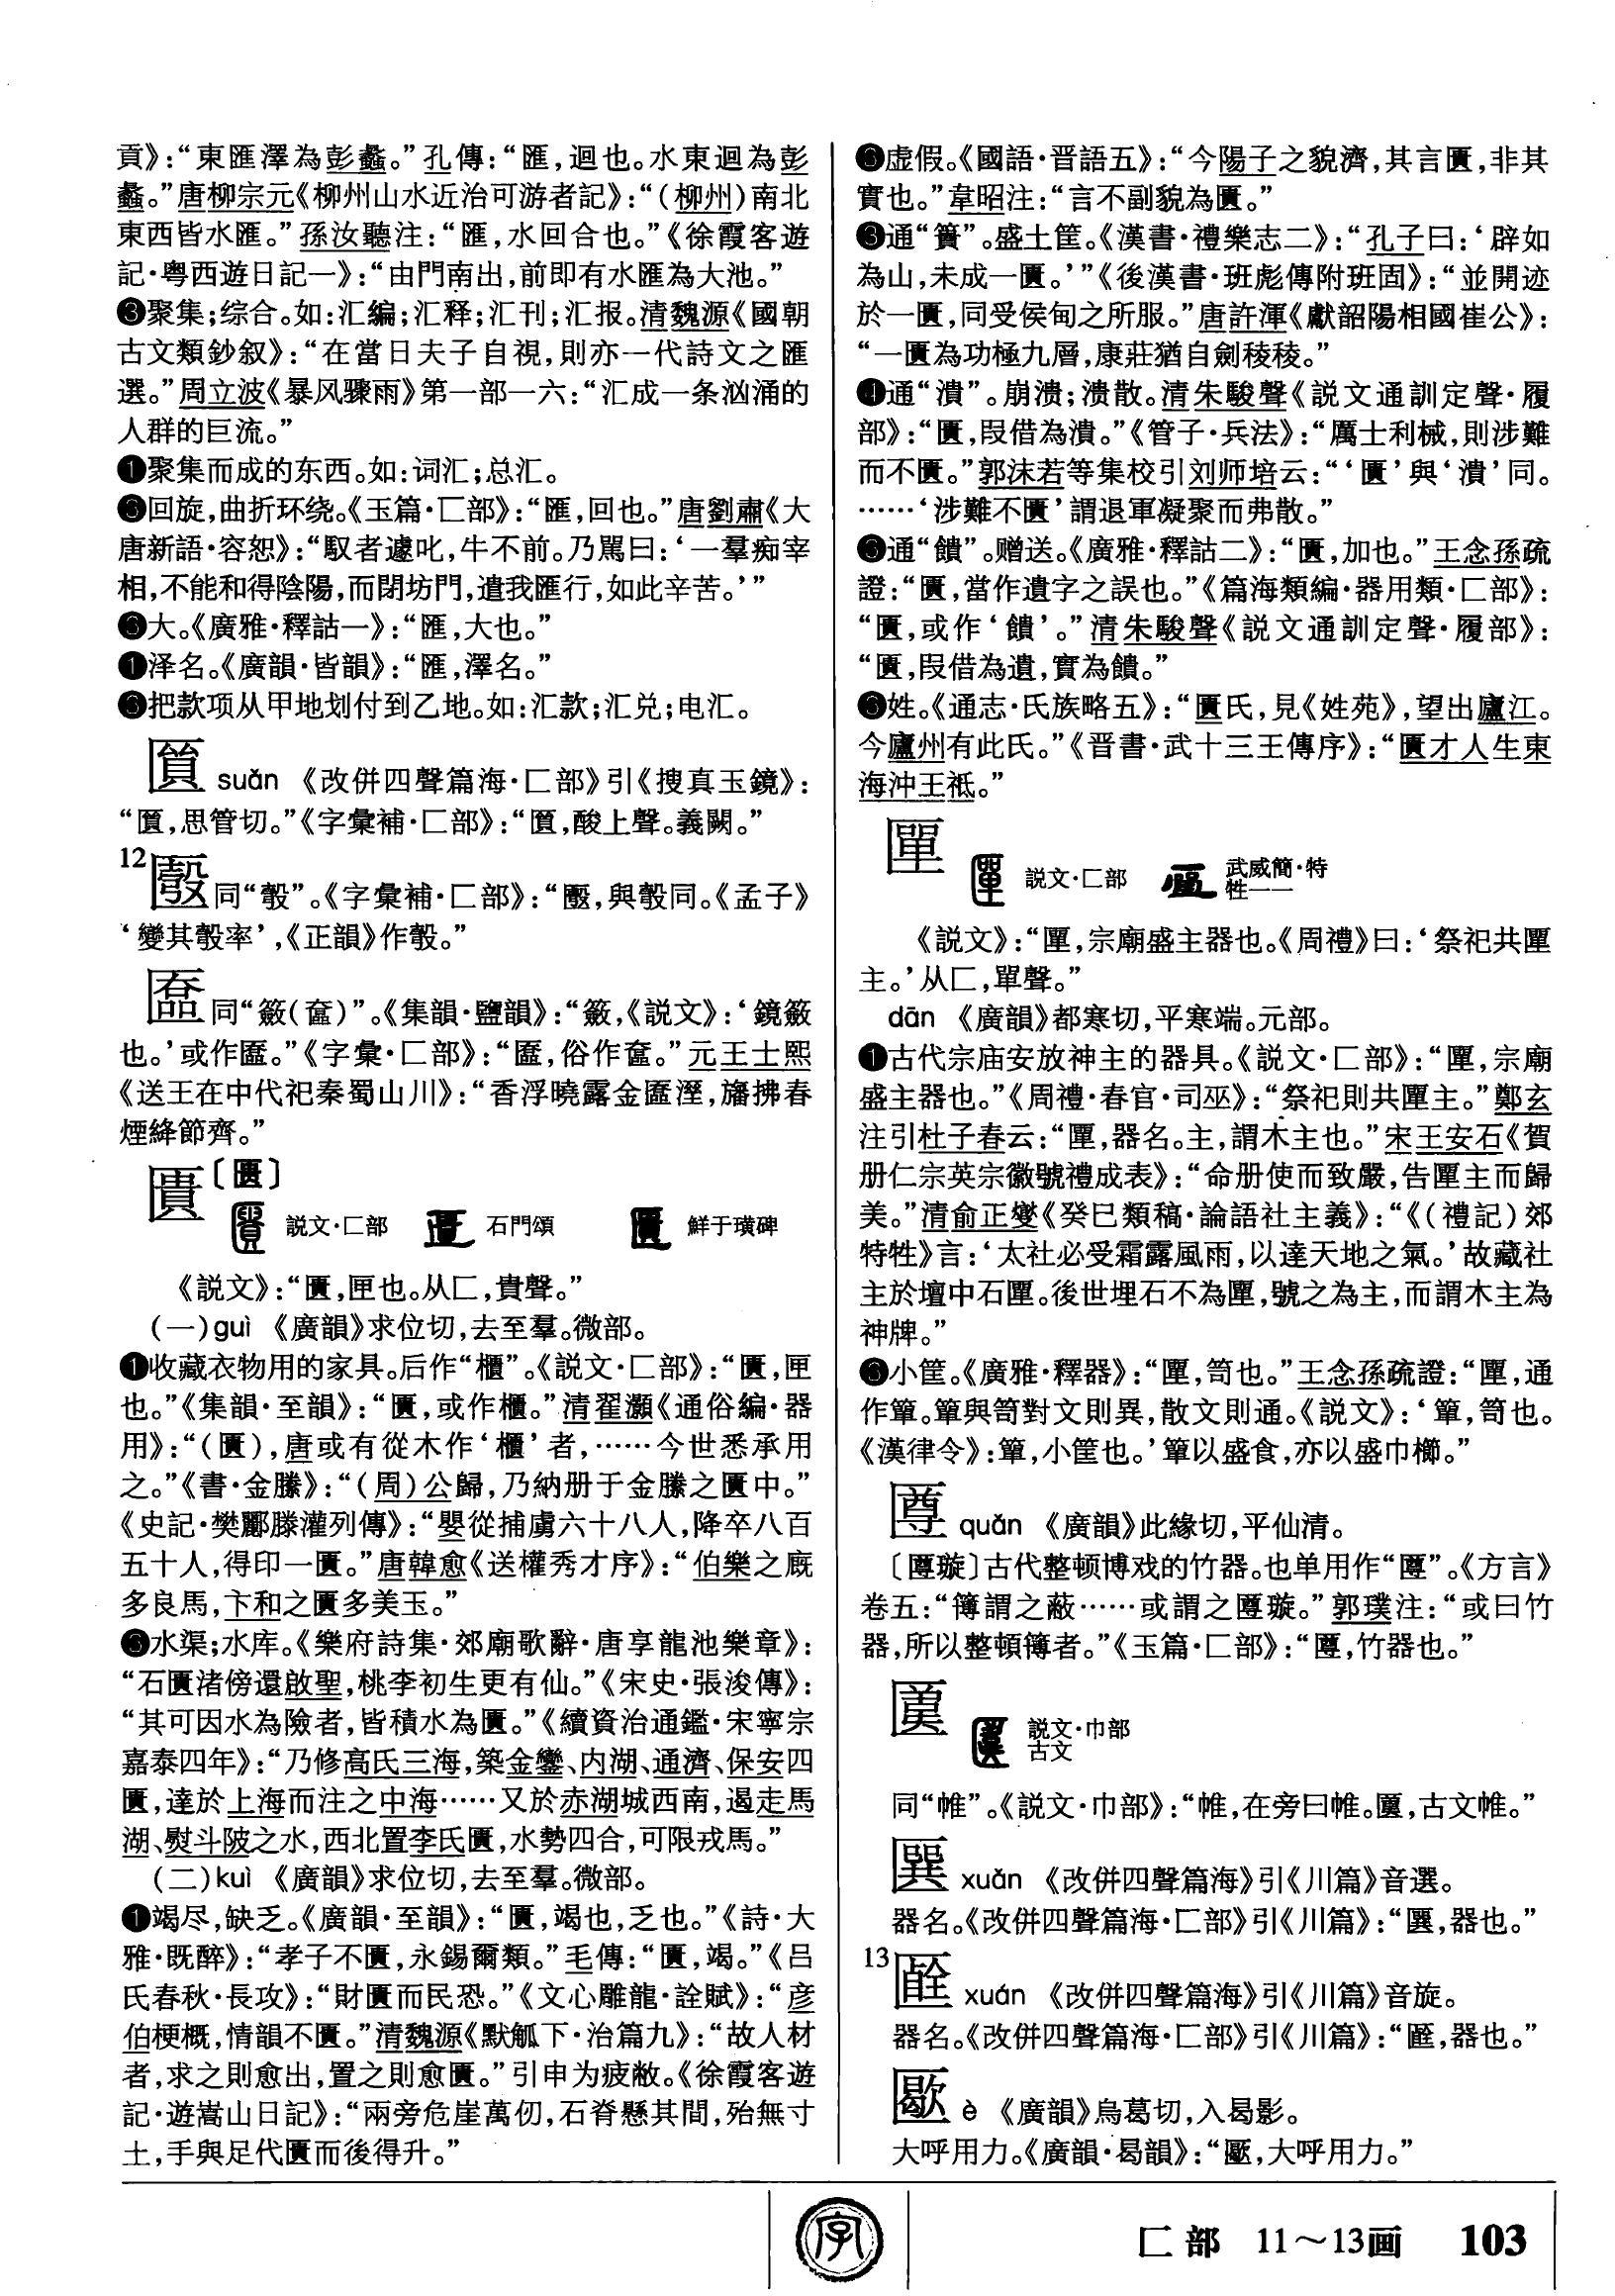 貢》：“東匯澤為彭蠡。”孔傳：“匯，迴也。水東迴為彭
蠡。”唐柳宗元《柳州山水近治可游者記》：“（柳州）南北
東西皆水匯。”孫汝聽注：“匯，水回合也。”《徐霞客遊
記·粤西遊日記一》：“由門南出，前即有水匯為大池。”
❸聚集；综合。如：汇编；汇释；汇刊；汇报。清魏源《國朝
古文類鈔叙》：“在當日夫子自視，則亦一代詩文之匯
選。”周立波《暴风骤雨》第一部一六：“汇成一条汹涌的
人群的巨流。”
❶聚集而成的东西。如：词汇；总汇。
❸回旋，曲折环绕。《玉篇·匚部》：“匯，回也。”唐劉肅《大
唐新語·容恕》：“馭者遽叱，牛不前。乃駡曰：‘一羣痴宰
相，不能和得陰陽，而閉坊門，遣我匯行，如此辛苦。’”
❸大。《廣雅·釋詁一》：“匯，大也。”
❶泽名。《廣韻·皆韻》：“匯，澤名。”
❸把款项从甲地划付到乙地。如：汇款；汇兑；电汇。
suǎn 《改併四聲篇海·匚部》引《搜真玉鏡》：
“，思管切。”《字彙補·匚部》：“，酸上聲。義闕。”
12 同“彀”。《字彙補·匚部》：“，與彀同。《孟子》
‘變其彀率’，《正韻》作彀。”
匳 同“籢（奩）”。《集韻·鹽韻》：“籢，《説文》：‘鏡籢
也。’或作匳。”《字彙·匚部》：“匳，俗作奩。”元王士熙
《送王在中代祀秦蜀山川》：“香浮曉露金匳溼，旛拂春
煙絳節齊。”
匱〔匱〕
説文·匚部 石門頌 鮮于璜碑
《説文》：“匱，匣也。从匚，貴聲。”
（一）guì 《廣韻》求位切，去至羣。微部。
❶收藏衣物用的家具。后作“櫃”。《説文·匚部》：“匱，匣
也。”《集韻·至韻》：“匱，或作櫃。”清翟灝《通俗編·器
用》：“（匱），唐或有從木作‘櫃’者，……今世悉承用
之。”《書·金縢》：“（周）公歸，乃納册于金縢之匱中。”
《史記·樊酈滕灌列傳》：“嬰從捕虜六十八人，降卒八百
五十人，得印一匱。”唐韓愈《送權秀才序》：“伯樂之廄
多良馬，卞和之匱多美玉。”
❸水渠；水库。《樂府詩集·郊廟歌辭·唐享龍池樂章》：
“石匱渚傍還啟聖，桃李初生更有仙。”《宋史·張浚傳》：
“其可因水為險者，皆積水為匱。”《續資治通鑑·宋寧宗
嘉泰四年》：“乃修高氏三海，築金鑾、内湖、通濟、保安四
匱，達於上海而注之中海……又於赤湖城西南，遏走馬
湖、熨斗陂之水，西北置李氏匱，水勢四合，可限戎馬。”
（二）kuì 《廣韻》求位切，去至羣。微部。
❶竭尽，缺乏。《廣韻·至韻》：“匱，竭也，乏也。”《詩·大
雅·既醉》：“孝子不匱，永錫爾類。”毛傳：“匱，竭。”《吕
氏春秋·長攻》：“財匱而民恐。”《文心雕龍·詮賦》：“彦
伯梗概，情韻不匱。”清魏源《默觚下·治篇九》：“故人材
者，求之則愈出，置之則愈匱。”引申为疲敝。《徐霞客遊
記·遊嵩山日記》：“兩旁危崖萬仞，石脊懸其間，殆無寸
土，手與足代匱而後得升。”
❸虚假。《國語·晋語五》：“今陽子之貌濟，其言匱，非其
實也。”韋昭注：“言不副貌為匱。”
❸通“簣”。盛土筐。《漢書·禮樂志二》：“孔子曰：‘辟如
為山，未成一匱。’”《後漢書·班彪傳附班固》：“並開迹
於一匱，同受侯甸之所服。”唐許渾《獻韶陽相國崔公》：
“一匱為功極九層，康莊猶自劍稜稜。”
❹通“潰”。崩溃；溃散。清朱駿聲《説文通訓定聲·履
部》：“匱，叚借為潰。”《管子·兵法》：“厲士利械，則涉難
而不匱。”郭沫若等集校引刘师培云：“‘匱’與‘潰’同。
……‘涉難不匱’謂退軍凝聚而弗散。”
❸通“饋”。赠送。《廣雅·釋詁二》：“匱，加也。”王念孫疏
證：“匱，當作遺字之誤也。”《篇海類編·器用類·匚部》：
“匱，或作‘饋’。”清朱駿聲《説文通訓定聲·履部》：
“匱，叚借為遺，實為饋。”
❸姓。《通志·氏族略五》：“匱氏，見《姓苑》，望出廬江。
今廬州有此氏。”《晋書·武十三王傳序》：“匱才人生東
海沖王祗。”
匰
説文·匚部 武威簡·特
牲一一
《説文》：“匰，宗廟盛主器也。《周禮》曰：‘祭祀共匰
主。’从匚，單聲。”
dān 《廣韻》都寒切，平寒端。元部。
❶古代宗庙安放神主的器具。《説文·匚部》：“匰，宗廟
盛主器也。”《周禮·春官·司巫》：“祭祀則共匰主。”鄭玄
注引杜子春云：“匰，器名。主，謂木主也。”宋王安石《賀
册仁宗英宗徽號禮成表》：“命册使而致嚴，告匰主而歸
美。”清俞正燮《癸巳類稿·論語社主義》：“《（禮記）郊
特牲》言：‘太社必受霜露風雨，以達天地之氣。’故藏社
主於壇中石匰。後世埋石不為匰，號之為主，而謂木主為
神牌。”
❸小筐。《廣雅·釋器》：“匰，笥也。”王念孫疏證：“匰，通
作簞。簞與笥對文則異，散文則通。《説文》：‘簞，笥也。
《漢律令》：簞，小筐也。’簞以盛食，亦以盛巾櫛。”
quǎn 《廣韻》此緣切，平仙清。
〔璇〕古代整顿博戏的竹器。也单用作“”。《方言》
卷五：“簙謂之蔽……或謂之璇。”郭璞注：“或曰竹
器，所以整頓簙者。”《玉篇·匚部》：“，竹器也。”
説文·巾部
古文
同“帷”。《説文·巾部》：“帷，在旁曰帷。，古文帷。”
xuǎn 《改併四聲篇海》引《川篇》音選。
器名。《改併四聲篇海·匚部》引《川篇》：“，器也。”
13 xuán 《改併四聲篇海》引《川篇》音旋。
器名。《改併四聲篇海·匚部》引《川篇》：“，器也。”
è 《廣韻》烏葛切，入曷影。
大呼用力。《廣韻·曷韻》：“，大呼用力。”
字
匚部 11～13画 103